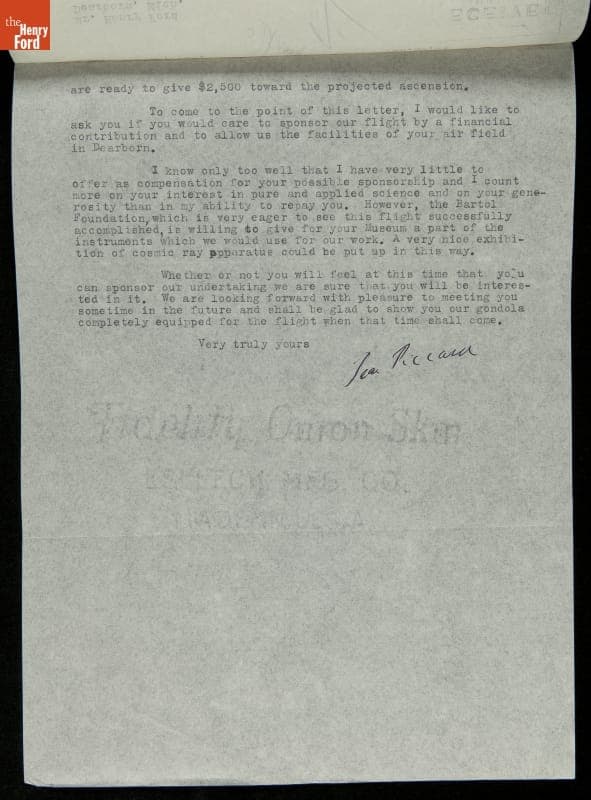 the
Henry
Ford
Dearborn, Mich.
Mr. Henry Ford
are ready to give $2,500 toward the projected ascension.
To come to the point of this letter, I would like to
ask you if you would care to sponsor our flight by a financial
contribution and to allow us the facilities of your air field
in Dearborn.
I know only too well that I have very little to
offer as compensation for your possible sponsorship and I count
more on your interest in pure and applied science and on your gene-
rosity than in my ability to repay you. However, the Bartol
Foundation,which is very eager to see this flight successfully
accomplished,is willing to give for your Museum a part of the
instruments which we would use for our work. A very nice exhibi-
tion of cosmic ray apparatus could be put up in this way.
Whether or not you will feel at this time that you
can sponsor our undertaking we are sure that you will be interes-
ted in it. We are looking forward with pleasure to meeting you
sometime in the future and shall be glad to show you our gondola
completely equipped for the flight when that time shall come.
Very truly yours
Jean Piccard
Fidelity Onion Skin